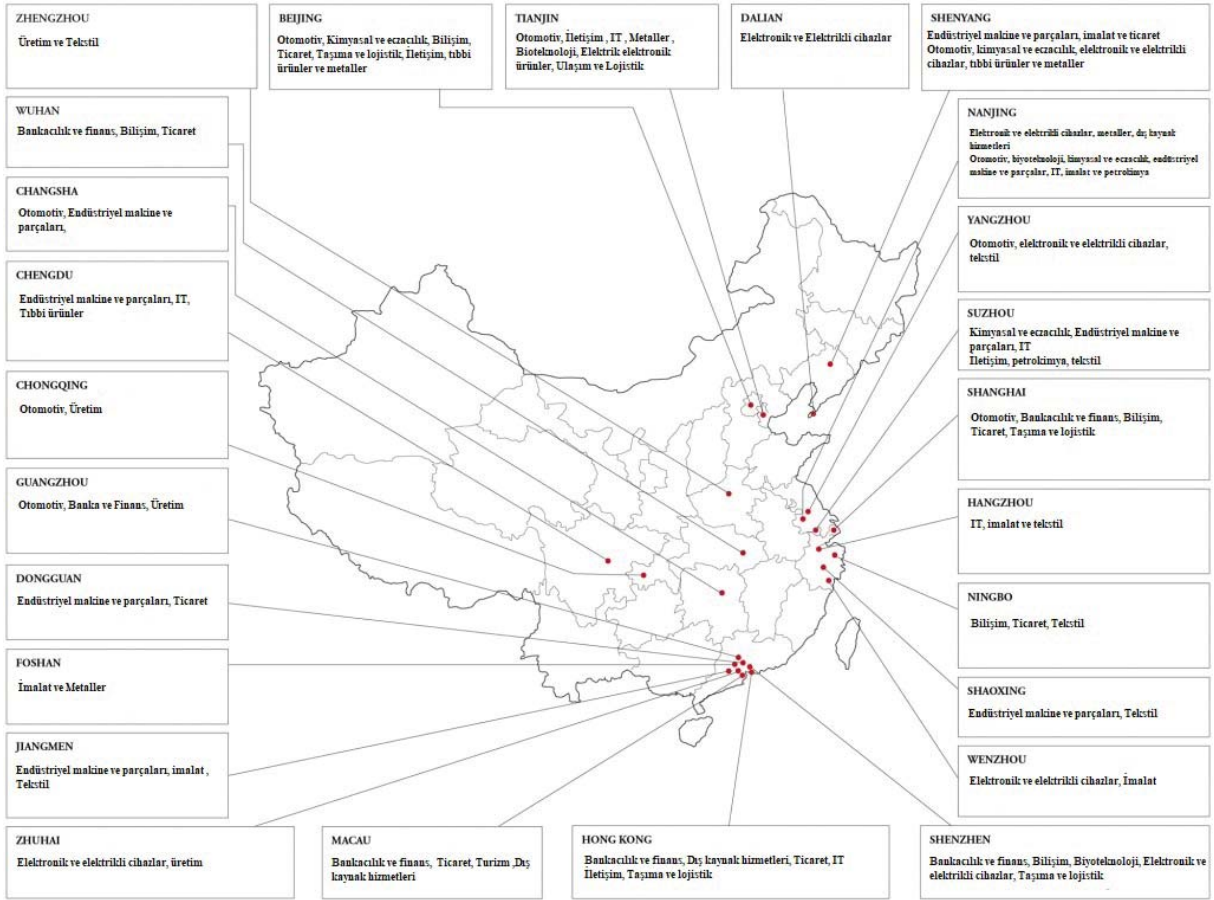 ZHENGZHOU
Üretim ve Tekstil
BEIJING
Otomotiv, Kimyasal ve eczacılık, Bilişim,
Ticaret, Taşıma ve lojistik, İletişim, tıbbi
ürünler ve metaller
TIANJIN
Otomotiv, İletişim , IT , Metaller ,
Bioteknoloji, Elektrik elektronik
ürünler, Ulaşım ve Lojistik
DALIAN
Elektronik ve Elektrikli cihazlar
SHENYANG
Endüstriyel makine ve parçaları, imalat ve ticaret
Otomotiv, kimyasal ve eczacılık, elektronik ve elektrikli
cihazlar, tıbbi ürünler ve metaller
WUHAN
Bankacılık ve finans, Bilişim, Ticaret
NANJING
Elektronik ve elektrikli cihazlar, metaller, dış kaynak
hizmetleri
Otomotiv, biyoteknoloji, kimyasal ve eczacılık, endüstriyel
makine ve parçalar, IT, imalat ve petrokimya
CHANGSHA
Otomotiv, Endüstriyel makine ve
parçaları,
YANGZHOU
Otomotiv, elektronik ve elektrikli cihazlar,
tekstil
CHENGDU
Endüstriyel makine ve parçaları, IT,
Tıbbi ürünler
SUZHOU
Kimyasal ve eczacılık, Endüstriyel makine ve
parçaları, IT
Iletişim, petrokimya, tekstil
CHONGQING
Otomotiv, Üretim
SHANGHAI
Otomotiv, Bankacılık ve finans, Bilişim,
Ticaret, Taşıma ve lojistik
GUANGZHOU
Otomotiv, Banka ve Finans, Üretim
HANGZHOU
IT, imalat ve tekstil
DONGGUAN
Endüstriyel makine ve parçaları, Ticaret
NINGBO
Bilişim, Ticaret, Tekstil
FOSHAN
İmalat ve Metaller
SHAOXING
Endüstriyel makine ve parçaları, Tekstil
JIANGMEN
Endüstriyel makine ve parçaları, imalat ,
Tekstil
WENZHOU
Elektronik ve elektrikli cihazlar, İmalat
ZHUHAI
Elektronik ve elektrikli cihazlar, üretim
MACAU
Bankacılık ve finans, Ticaret, Turizm ,Dış
kaynak hizmetleri
HONG KONG
Bankacılık ve finans, Dış kaynak hizmetleri, Ticaret, IT
İletişim, Taşıma ve lojistik
SHENZHEN
Bankacılık ve finans, Bilişim, Biyoteknoloji, Elektronik ve
elektrikli cihazlar, Taşıma ve lojistik